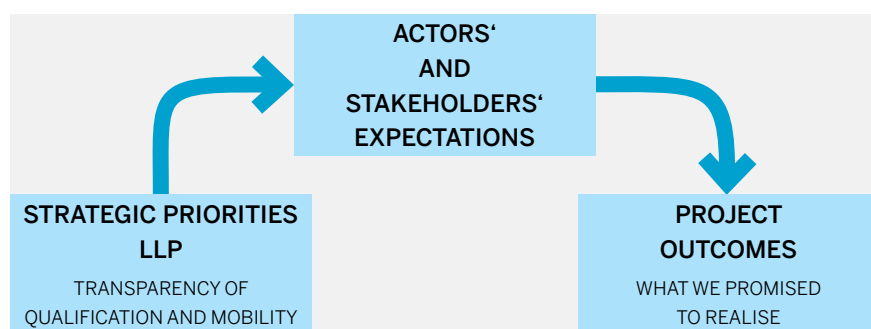 ACTORS‘
AND
STAKEHOLDERS‘
EXPECTATIONS
STRATEGIC PRIORITIES
LLP
TRANSPARENCY OF
QUALIFICATION AND MOBILITY
PROJECT
OUTCOMES
WHAT WE PROMISED
TO REALISE